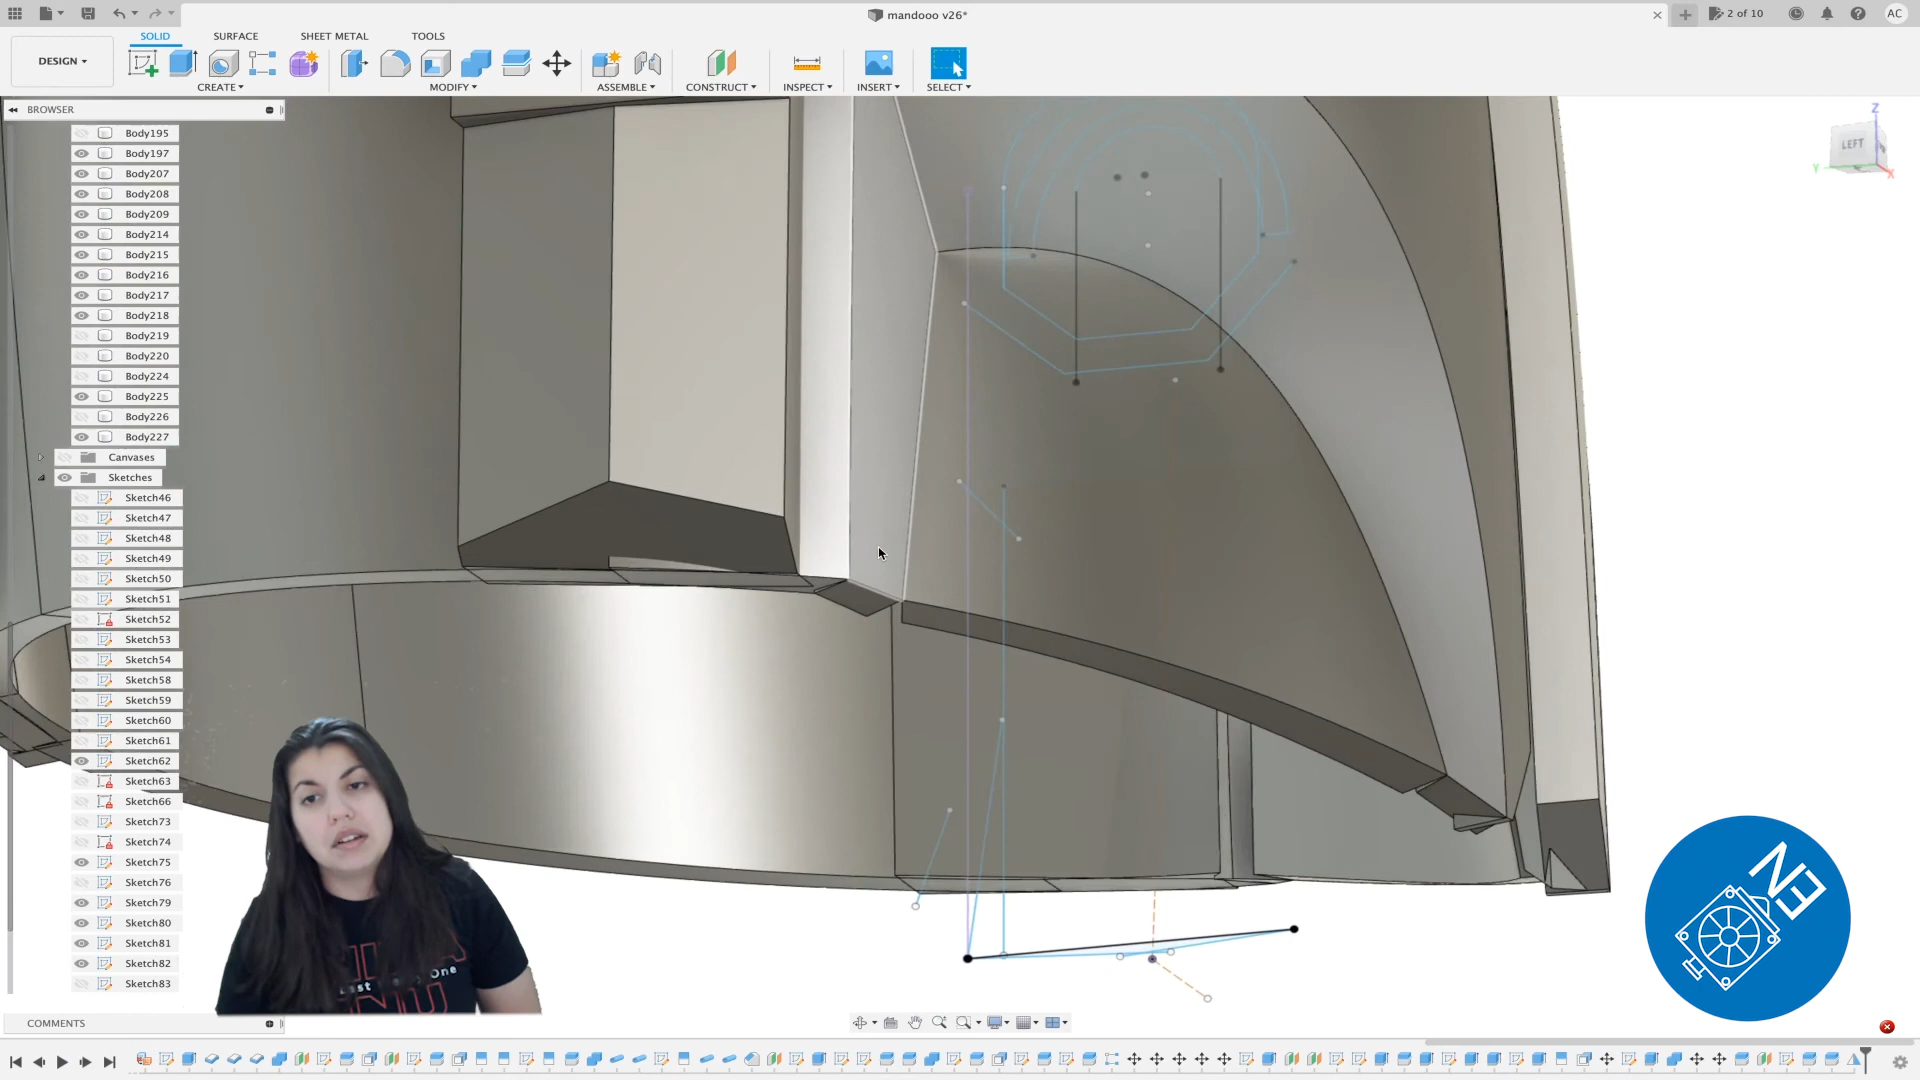 mandooo v26*
2 of 10
AC
DESIGN
SOLID
SURFACE
SHEET METAL
TOOLS
CREATE
MODIFY
ASSEMBLE
CONSTRUCT
INSPECT
INSERT
SELECT
BROWSER
Body195
Body197
Body207
Body208
Body209
Body214
Body215
Body216
Body217
Body218
Body219
Body220
Body224
Body225
Body226
Body227
Canvases
Sketches
Sketch46
Sketch47
Sketch48
Sketch49
Sketch50
Sketch51
Sketch52
Sketch53
Sketch54
Sketch58
Sketch59
Sketch60
Sketch61
Sketch62
Sketch63
Sketch66
Sketch73
Sketch74
Sketch75
Sketch76
Sketch79
Sketch80
Sketch81
Sketch82
Sketch83
COMMENTS
Z
LEFT
Y
X